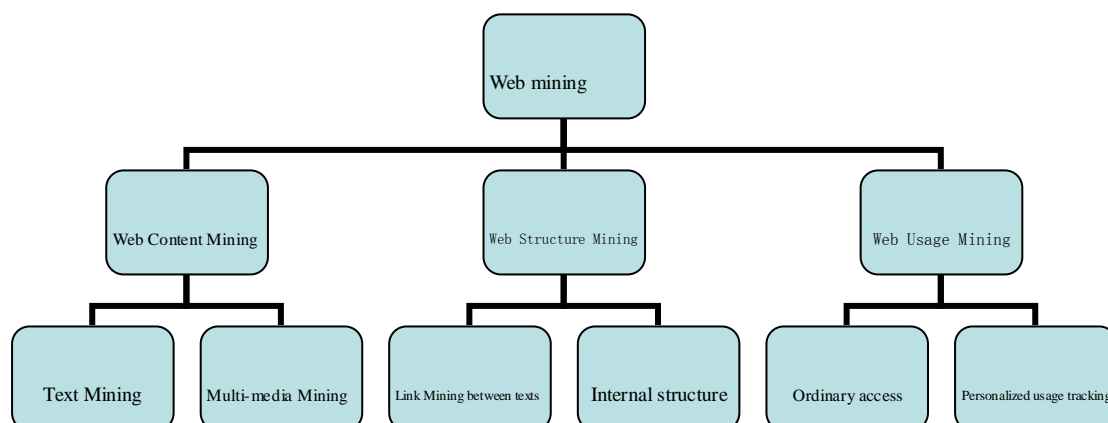 Web mining
Web Content Mining
Web Structure Mining
Web Usage Mining
Text Mining
Multi-media Mining
Link Mining between texts
Internal structure
Ordinary access
Personalized usage tracking